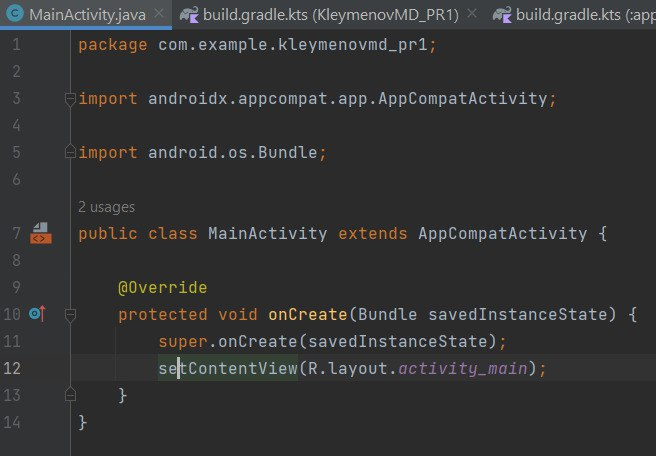 MainActivity.java × build.gradle.kts (KleymenovMD_PR1) × build.gradle.kts (:app
1 package com.example.kleymenovmd_pr1;
2
3 import androidx.appcompat.app.AppCompatActivity;
4
5 import android.os.Bundle;
6
2 usages
7 public class MainActivity extends AppCompatActivity {
8
9 @Override
10 protected void onCreate(Bundle savedInstanceState) {
11 super.onCreate(savedInstanceState);
12 setContentView(R.layout.activity_main);
13 }
14 }